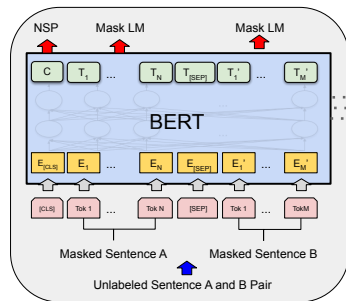 NSP Mask LM Mask LM
C T1 ... TN T[SEP] T1' ... TM'
BERT
E[CLS] E1 ... EN E[SEP] E1' ... EM'
[CLS] Tok 1 ... Tok N [SEP] Tok 1 ... TokM
Masked Sentence A Masked Sentence B
Unlabeled Sentence A and B Pair